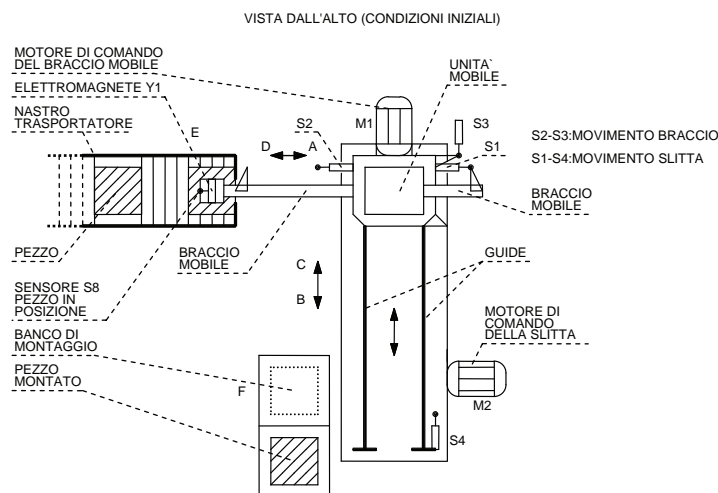 VISTA DALL'ALTO (CONDIZIONI INIZIALI)
MOTORE DI COMANDO
DEL BRACCIO MOBILE
UNITA`
MOBILE
ELETTROMAGNETE Y1
NASTRO
TRASPORTATORE
E
M1
S2
S3
D
A
S1
S2-S3:MOVIMENTO BRACCIO
S1-S4:MOVIMENTO SLITTA
BRACCIO
MOBILE
PEZZO
BRACCIO
MOBILE
C
B
GUIDE
SENSORE S8
PEZZO IN
POSIZIONE
BANCO DI
MONTAGGIO
PEZZO
MONTATO
F
MOTORE DI
COMANDO
DELLA SLITTA
M2
S4